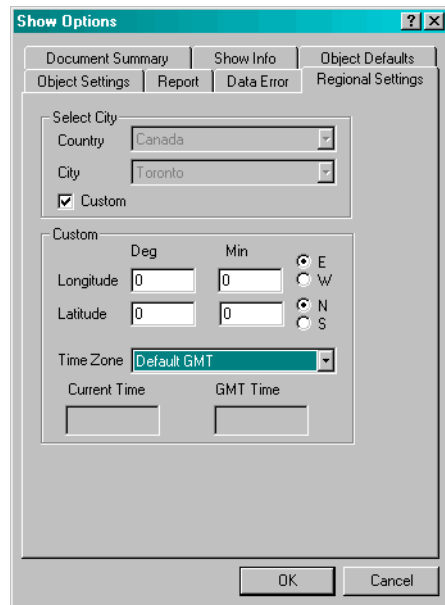 Show Options
Document Summary Show Info Object Defaults
Object Settings Report Data Error Regional Settings
Select City
Country Canada
City Toronto
Custom
Custom
Deg Min
Longitude 0 0 E
W
Latitude 0 0 N
S
Time Zone Default GMT
Current Time GMT Time
OK Cancel